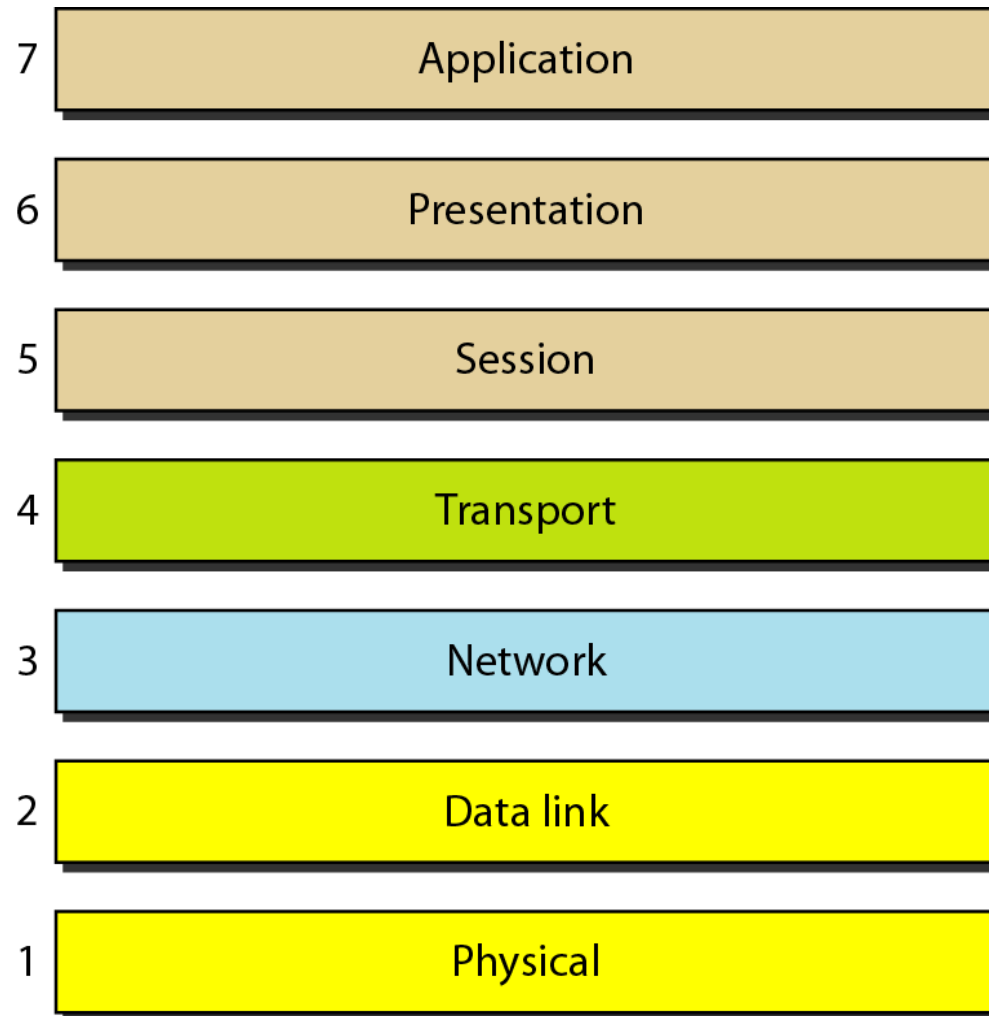 7 Application
6 Presentation
5 Session
4 Transport
3 Network
2 Data link
1 Physical